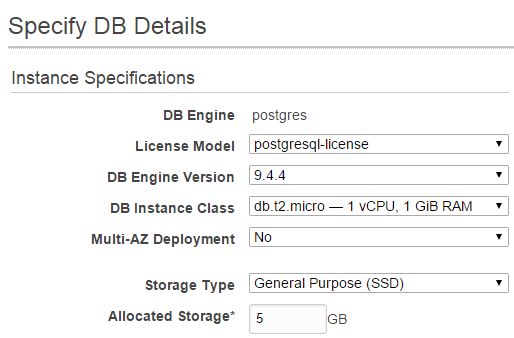 Specify DB Details
Instance Specifications
DB Engine postgres
License Model postgresql-license
DB Engine Version 9.4.4
DB Instance Class db.t2.micro — 1 vCPU, 1 GiB RAM
Multi-AZ Deployment No
Storage Type General Purpose (SSD)
Allocated Storage* 5 GB